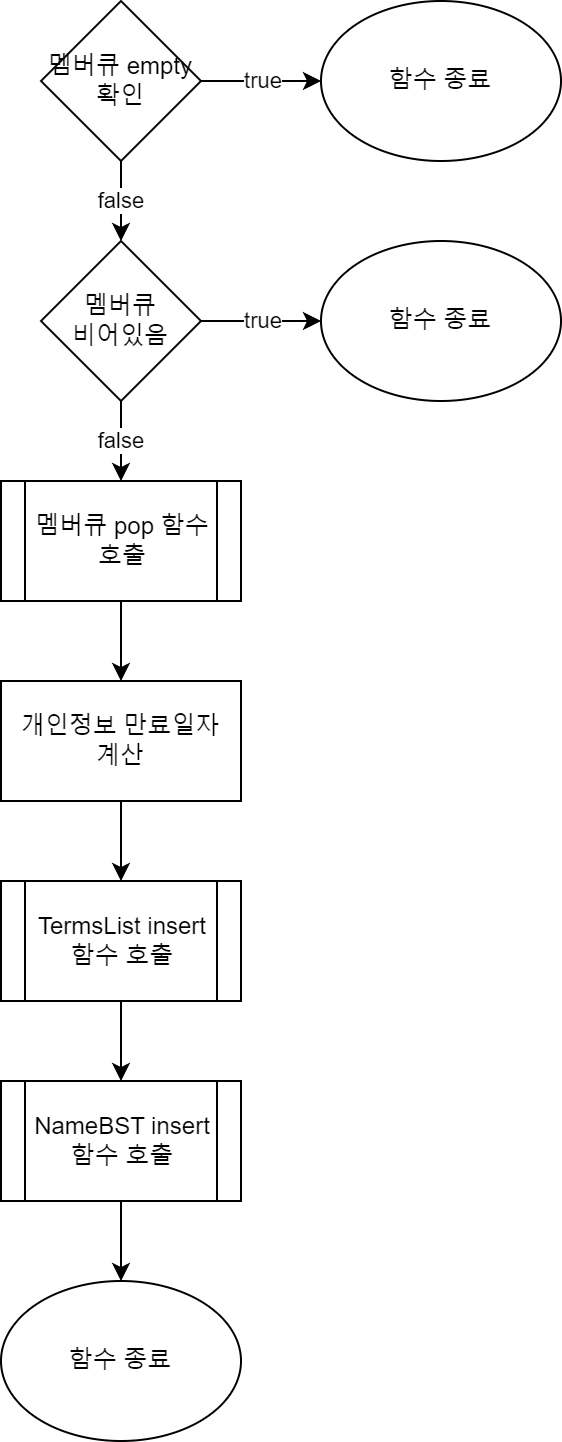 멤버큐 empty
확인
true
함수 종료
false
멤버큐
비어있음
true
함수 종료
false
멤버큐 pop 함수
호출
개인정보 만료일자
계산
TermsList insert
함수 호출
NameBST insert
함수 호출
함수 종료